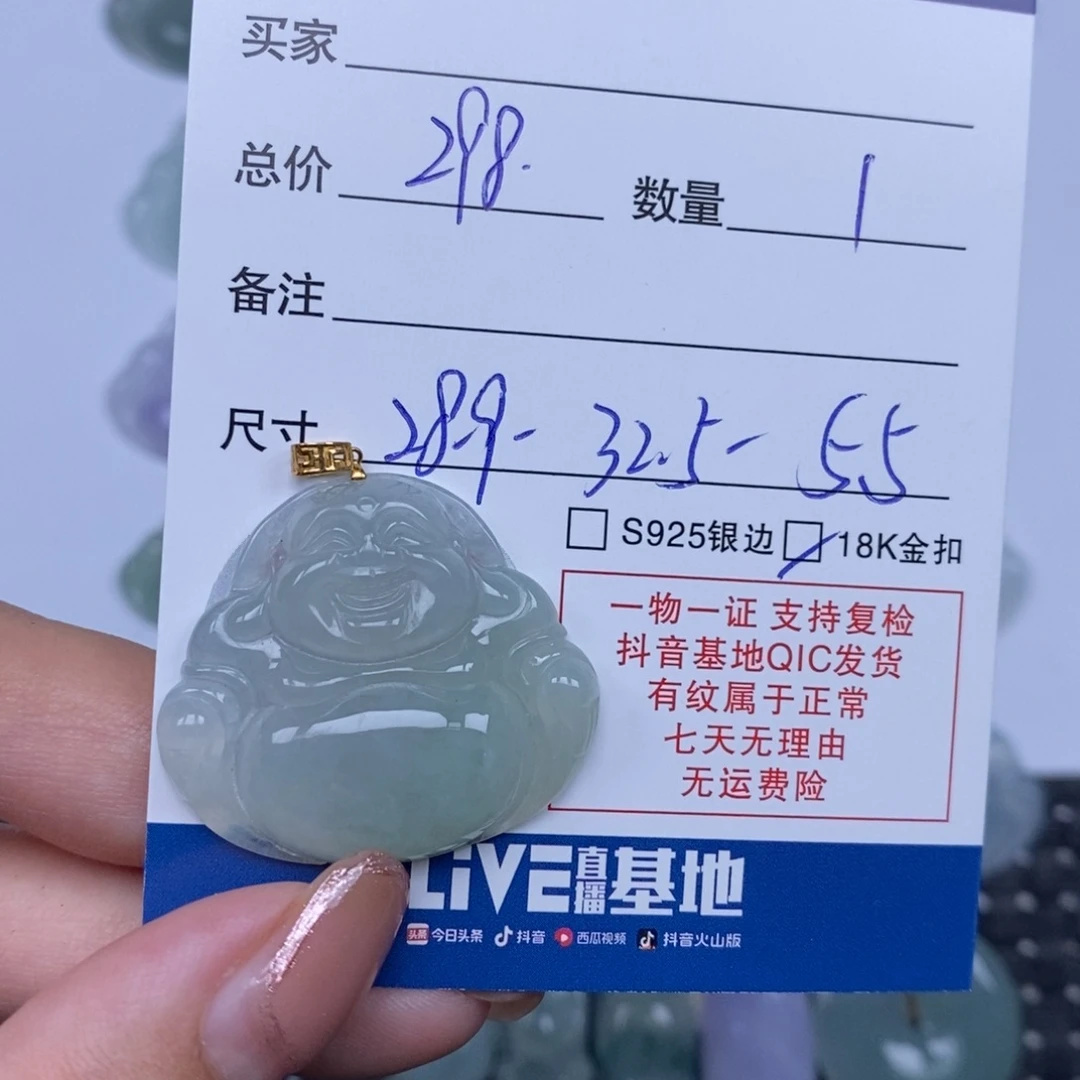 买家
总价 298. 数量 1
备注
尺寸 28.9- 32.5- 5.5
S925银边 18K金扣
一物一证 支持复检
抖音基地QIC发货
有纹属于正常
七天无理由
无运费险
LiVE直播基地
头条 今日头条 抖音 西瓜视频 抖音火山版